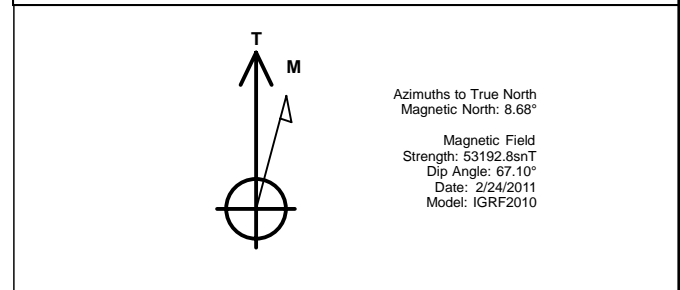 T
M
Azimuths to True North
Magnetic North: 8.68°
Magnetic Field
Strength: 53192.8snT
Dip Angle: 67.10°
Date: 2/24/2011
Model: IGRF2010